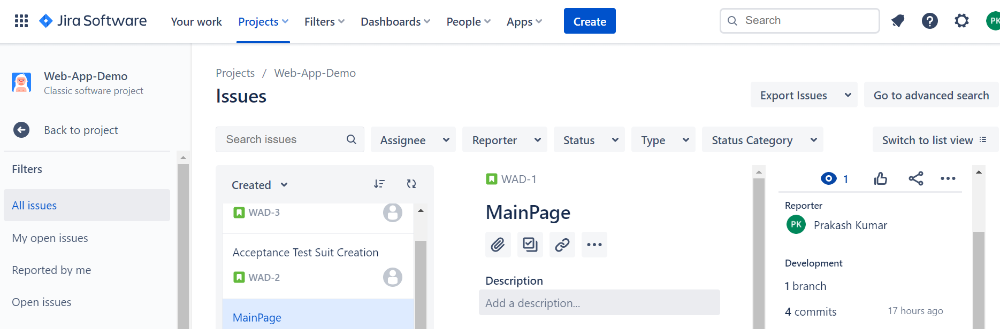 Jira Software
Your work
Projects
Filters
Dashboards
People
Apps
Create
Search
?
PK
Web-App-Demo
Classic software project
Back to project
Filters
All issues
My open issues
Reported by me
Open issues
Projects / Web-App-Demo
Issues
Export Issues
Go to advanced search
Search issues
Assignee
Reporter
Status
Type
Status Category
Switch to list view
Created
WAD-3
Acceptance Test Suit Creation
WAD-2
MainPage
WAD-1
MainPage
Description
Add a description...
1
Reporter
PK Prakash Kumar
Development
1 branch
4 commits 17 hours ago